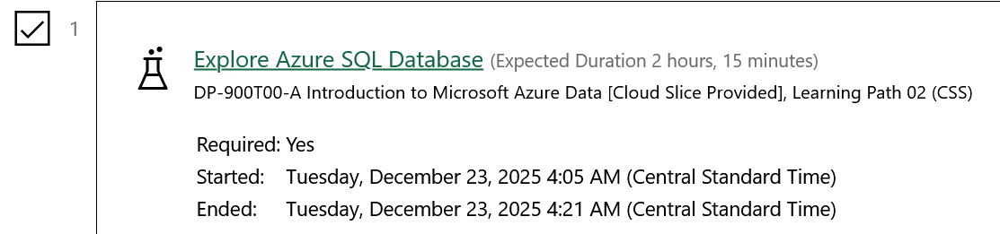 1
Explore Azure SQL Database (Expected Duration 2 hours, 15 minutes)
DP-900T00-A Introduction to Microsoft Azure Data [Cloud Slice Provided], Learning Path 02 (CSS)
Required: Yes
Started: Tuesday, December 23, 2025 4:05 AM (Central Standard Time)
Ended: Tuesday, December 23, 2025 4:21 AM (Central Standard Time)